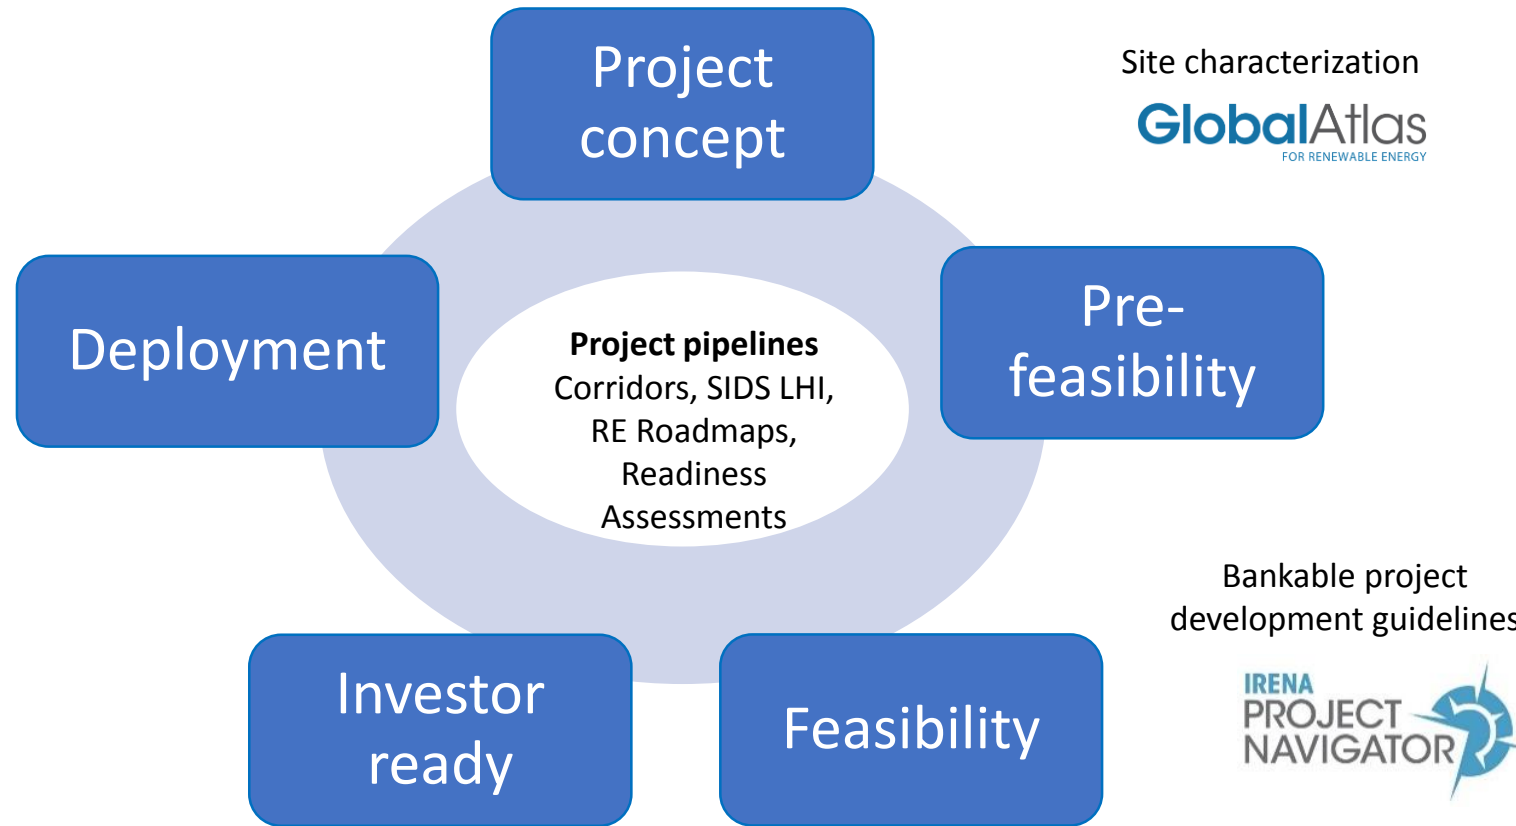 Project
concept
Site characterization
GlobalAtlas
FOR RENEWABLE ENERGY
Deployment
Pre-
feasibility
Project pipelines
Corridors, SIDS LHI,
RE Roadmaps,
Readiness
Assessments
Bankable project
development guidelines
Investor
ready
Feasibility
IRENA
PROJECT
NAVIGATOR